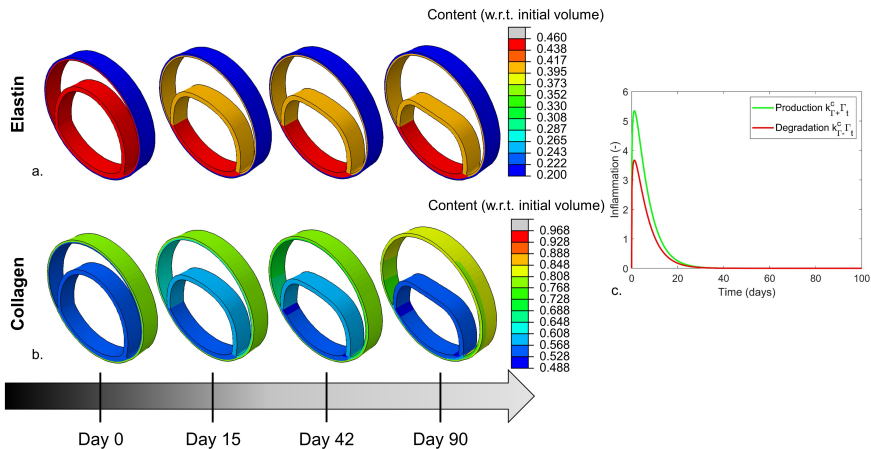 Content (w.r.t. initial volume)
0.460
0.438
0.417
0.395
0.373
0.352
0.330
0.308
0.287
0.265
0.243
0.222
0.200
Elastin
a.
Content (w.r.t. initial volume)
0.968
0.928
0.888
0.848
0.808
0.768
0.728
0.688
0.648
0.608
0.568
0.528
0.488
Collagen
b.
Day 0
Day 15
Day 42
Day 90
6
5
4
3
2
1
0
Inflammation (-)
Production k^c_Γ+ Γ_t
Degradation k^c_Γ- Γ_t
0
20
40
60
80
100
Time (days)
c.